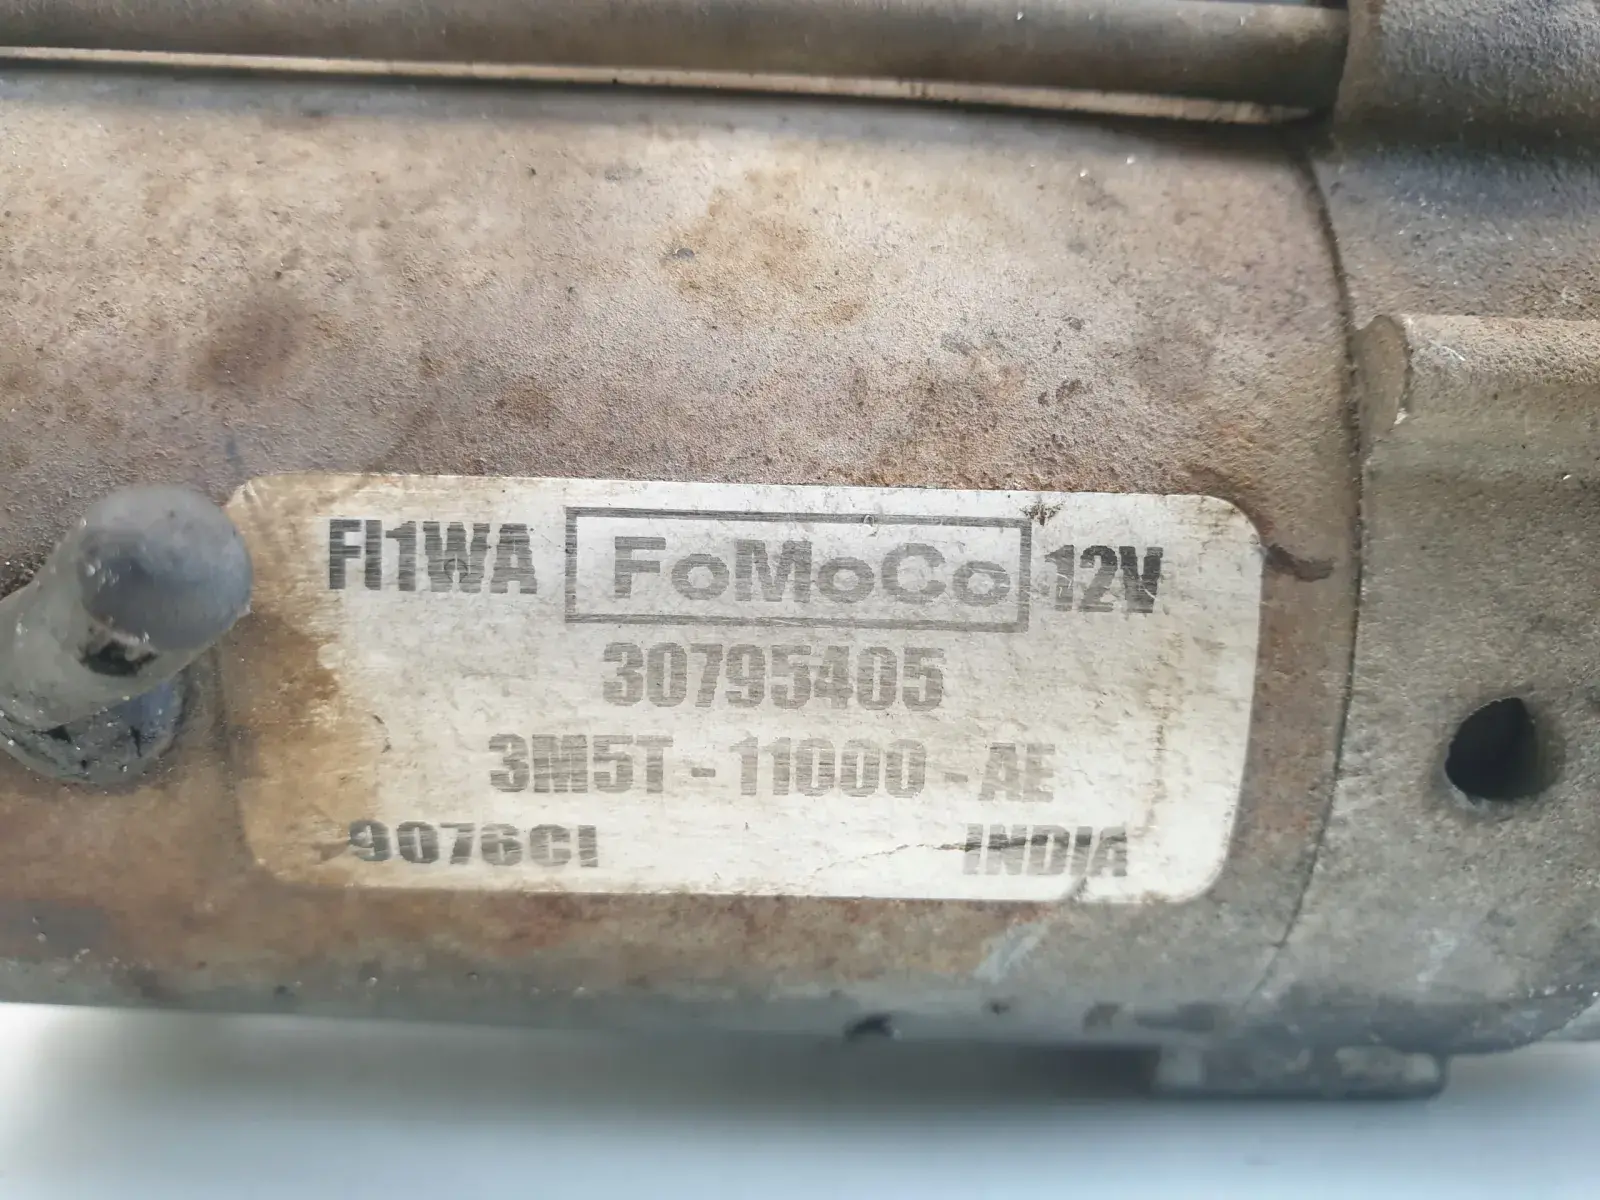 FI1WA FoMoCo 12V
30795405
3M5T-11000-AE
9076CI INDIA